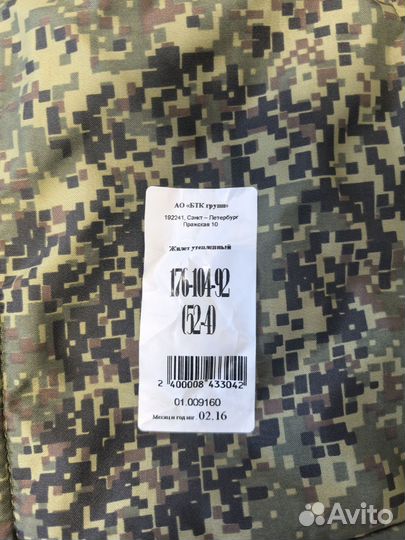 АО «БТК групп»
192241, Санкт – Петербург
Пражская 10
Жилет утепленный
176-104-92
(52-4)
2 400008 433042
01.009160
Месяц и год изг. 02.16
Avito